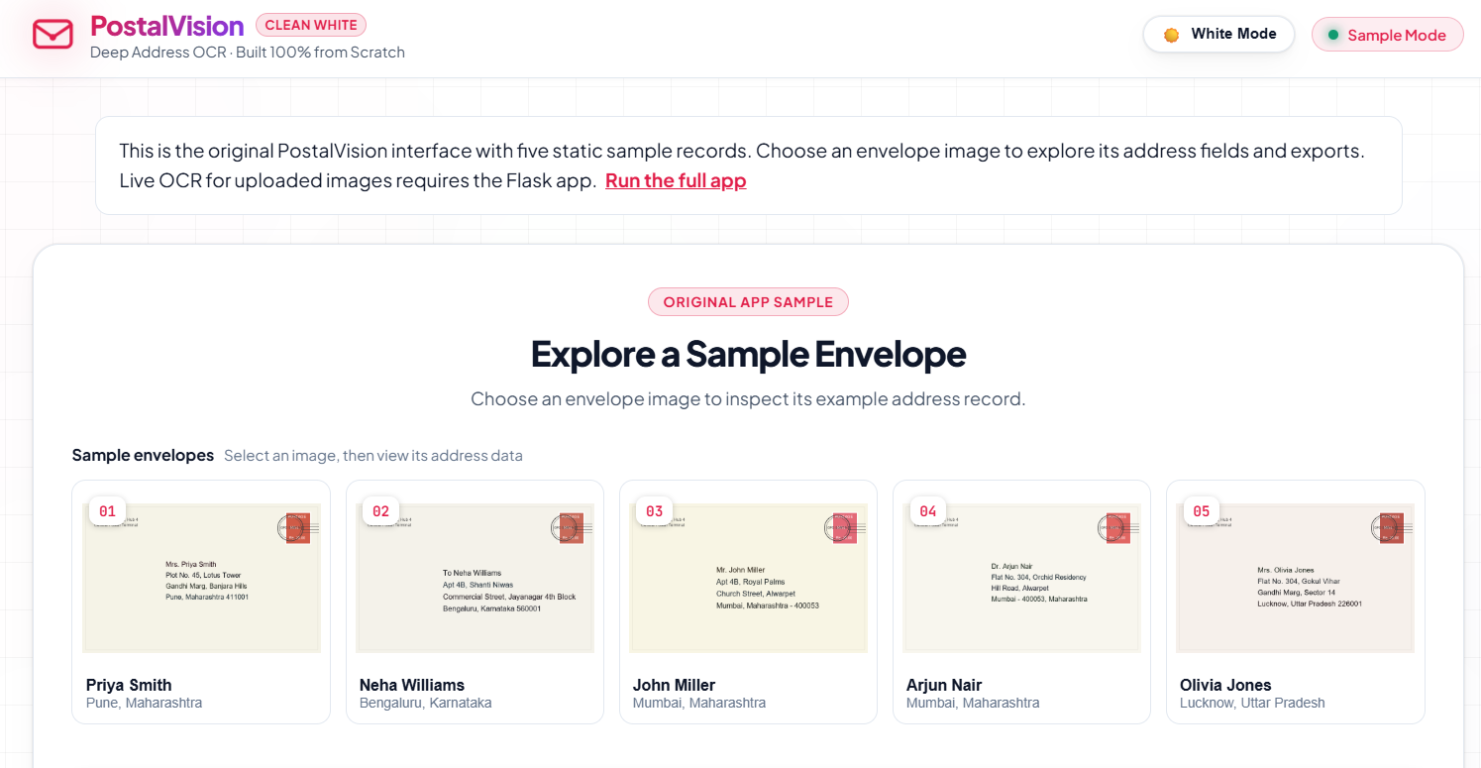 PostalVision CLEAN WHITE
Deep Address OCR · Built 100% from Scratch
White Mode
Sample Mode
This is the original PostalVision interface with five static sample records. Choose an envelope image to explore its address fields and exports.
Live OCR for uploaded images requires the Flask app. Run the full app
ORIGINAL APP SAMPLE
Explore a Sample Envelope
Choose an envelope image to inspect its example address record.
Sample envelopes Select an image, then view its address data
01
Mrs. Priya Smith
Plot No. 45, Lotus Tower
Gandhi Marg, Banjara Hills
Pune, Maharashtra 411001
Priya Smith
Pune, Maharashtra
02
To Neha Williams
Apt 4B, Shanti Niwas
Commercial Street, Jayanagar 4th Block
Bengaluru, Karnataka 560001
Neha Williams
Bengaluru, Karnataka
03
Mr. John Miller
Apt 4B, Royal Palms
Church Street, Alwarpet
Mumbai, Maharashtra - 400053
John Miller
Mumbai, Maharashtra
04
Dr. Arjun Nair
Flat No. 304, Orchid Residency
Hill Road, Alwarpet
Mumbai - 400053, Maharashtra
Arjun Nair
Mumbai, Maharashtra
05
Mrs. Olivia Jones
Flat No. 304, Gokul Vihar
Gandhi Marg, Sector 14
Lucknow, Uttar Pradesh 226001
Olivia Jones
Lucknow, Uttar Pradesh